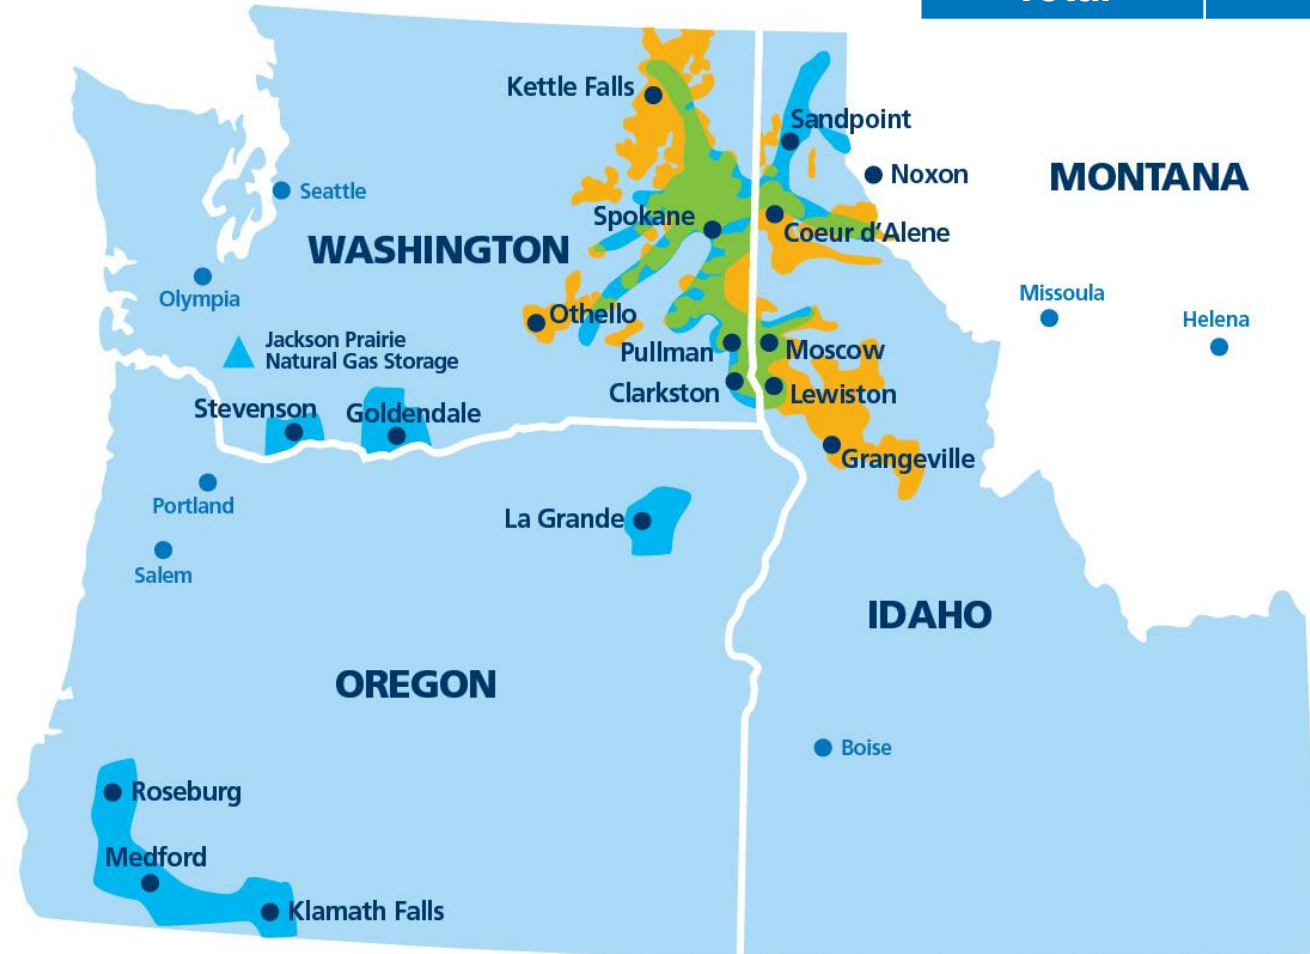 Total
Kettle Falls
Sandpoint
Noxon
MONTANA
Seattle
Spokane
WASHINGTON
Coeur d'Alene
Olympia
Missoula
Othello
Helena
Jackson Prairie
Natural Gas Storage
Pullman
Moscow
Clarkston
Lewiston
Stevenson
Goldendale
Grangeville
Portland
La Grande
Salem
IDAHO
OREGON
Boise
Roseburg
Medford
Klamath Falls